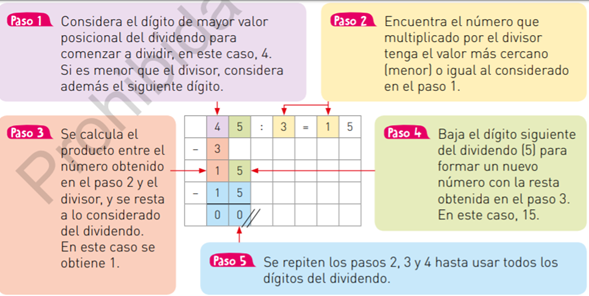 Paso 1 Considera el dígito de mayor valor
posicional del dividendo para
comenzar a dividir, en este caso, 4.
Si es menor que el divisor, considera
además el siguiente dígito.
Paso 2 Encuentra el número que
multiplicado por el divisor
tenga el valor más cercano
(menor) o igual al considerado
en el paso 1.
Paso 3 Se calcula el
producto entre el
número obtenido
en el paso 2 y el
divisor, y se resta
a lo considerado
del dividendo.
En este caso se
obtiene 1.
4 5 : 3 = 1 5
- 3
1 5
- 1 5
0 0
Paso 4 Baja el dígito siguiente
del dividendo (5) para
formar un nuevo
número con la resta
obtenida en el paso 3.
En este caso, 15.
Paso 5 Se repiten los pasos 2, 3 y 4 hasta usar todos los
dígitos del dividendo.
Prohibida